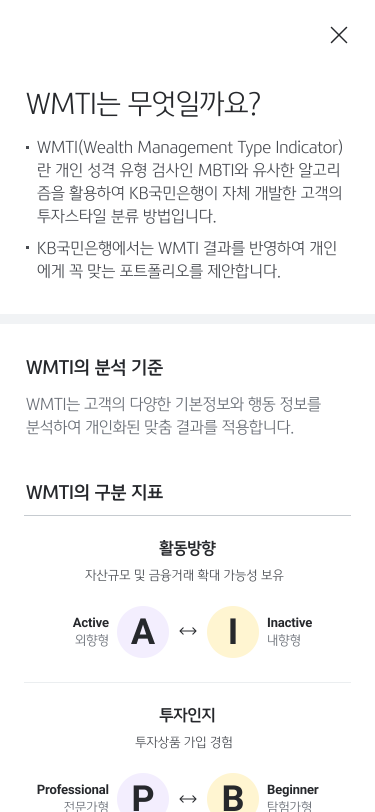 WMTI는 무엇일까요?
· WMTI(Wealth Management Type Indicator)
란 개인 성격 유형 검사인 MBTI와 유사한 알고리
즘을 활용하여 KB국민은행이 자체 개발한 고객의
투자스타일 분류 방법입니다.
· KB국민은행에서는 WMTI 결과를 반영하여 개인
에게 꼭 맞는 포트폴리오를 제안합니다.
WMTI의 분석 기준
WMTI는 고객의 다양한 기본정보와 행동 정보를
분석하여 개인화된 맞춤 결과를 적용합니다.
WMTI의 구분 지표
활동방향
자산규모 및 금융거래 확대 가능성 보유
Active
외향형
A ↔ I
Inactive
내향형
투자인지
투자상품 가입 경험
Professional
전문가형
P ↔ B
Beginner
탐험가형